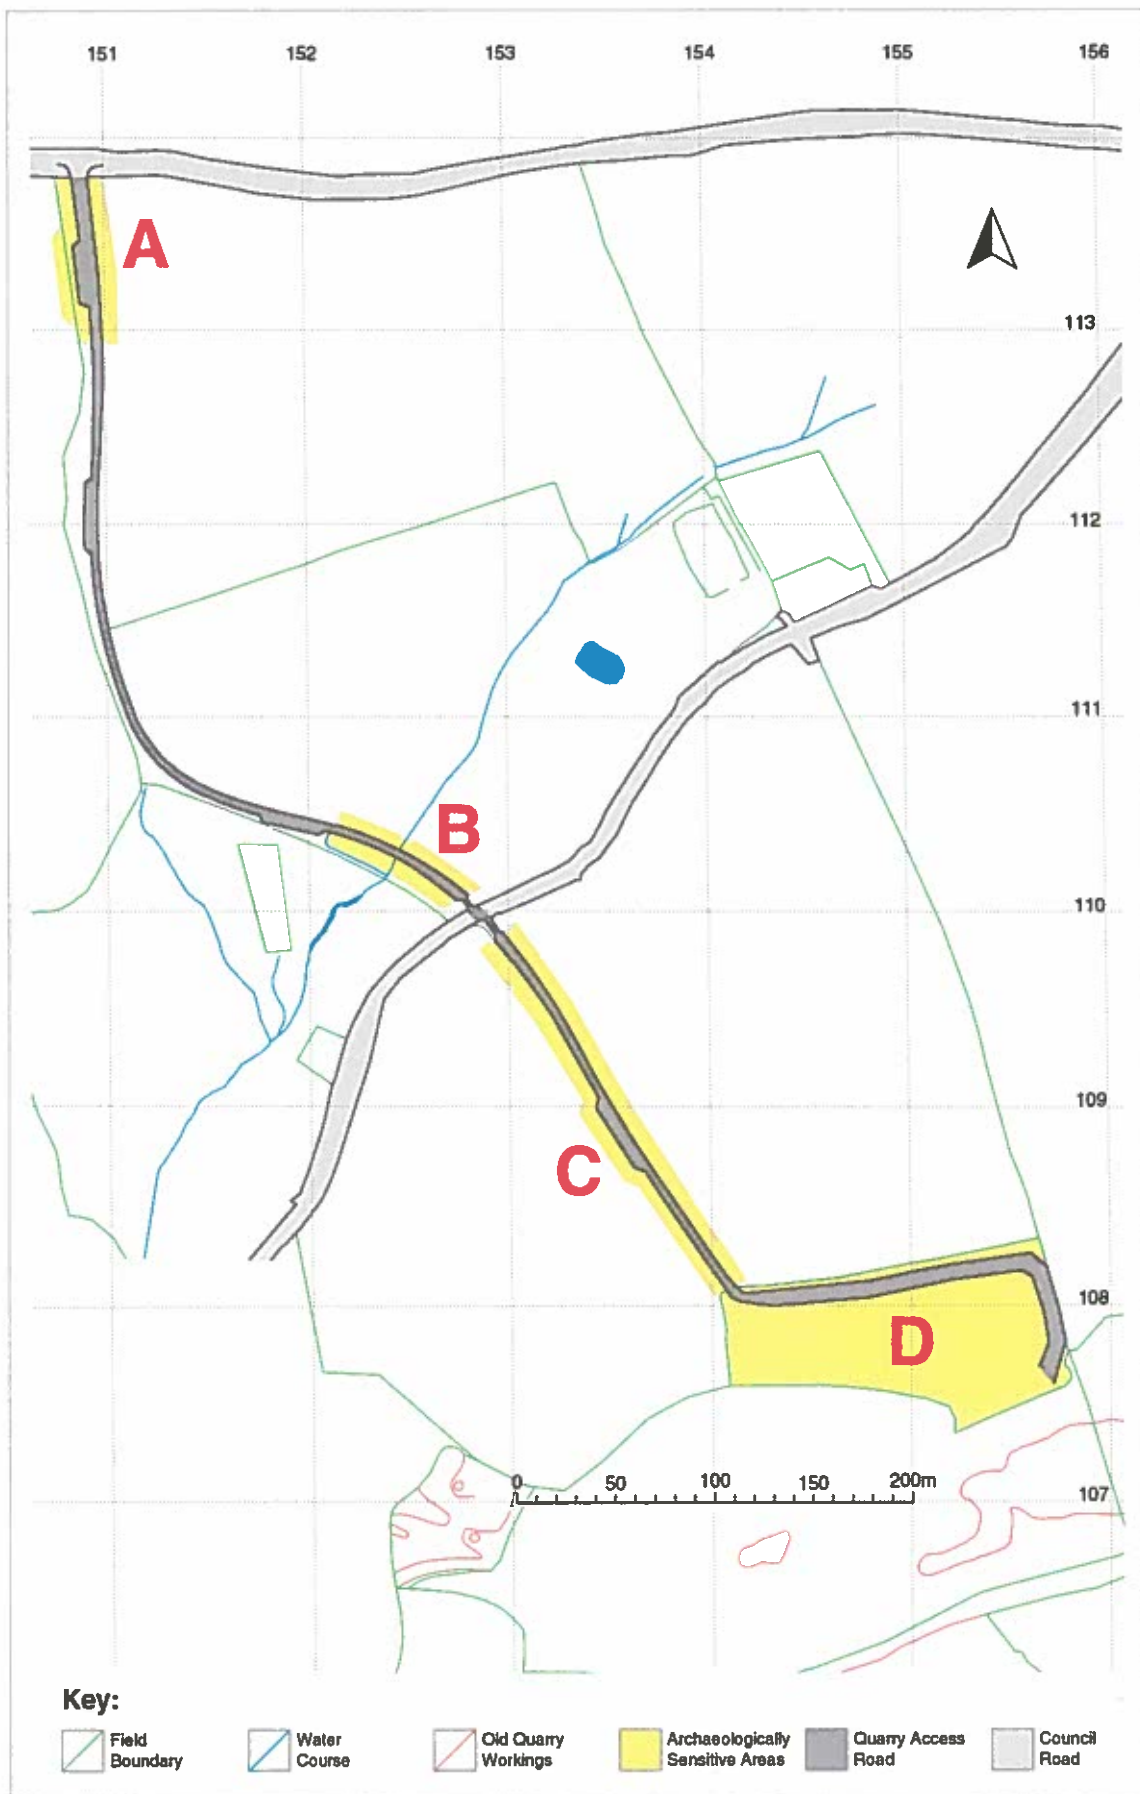 151 152 153 154 155 156
A
113
112
111
B
110
109
C
108
D
0 50 100 150 200m
107
Key:
Field Boundary
Water Course
Old Quarry Workings
Archaeologically Sensitive Areas
Quarry Access Road
Council Road